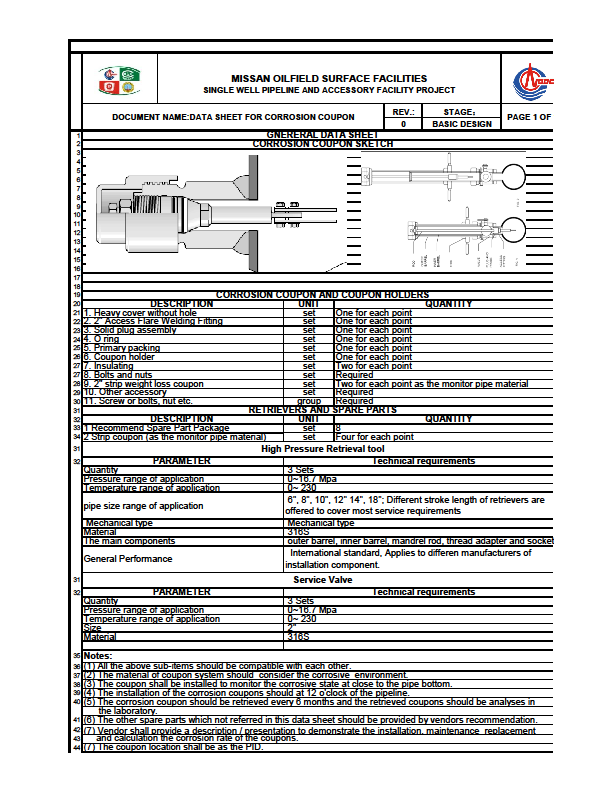 MISSAN OILFIELD SURFACE FACILITIES
SINGLE WELL PIPELINE AND ACCESSORY FACILITY PROJECT
DOCUMENT NAME:DATA SHEET FOR CORROSION COUPON
REV.:
STAGE:
0
BASIC DESIGN
PAGE 1 OF
1 GNERERAL DATA SHEET
2 CORROSION COUPON SKETCH
3
4
5
6
7
8
9
10
11
12
13
14
15
16
17
18
19 CORROSION COUPON AND COUPON HOLDERS
20 DESCRIPTION UNIT QUANTITY
21 1. Heavy cover without hole set One for each point
22 2. 2" Access Flare Welding Fitting set One for each point
23 3. Solid plug assembly set One for each point
24 4. O ring set One for each point
25 5. Primary packing set One for each point
26 6. Coupon holder set One for each point
27 7. Insulating set Two for each point
28 8. Bolts and nuts set Required
28 9. 2" strip weight loss coupon set Two for each point as the monitor pipe material
29 10. Other accessory set Required
30 11. Screw or bolts, nut etc. group Required
31 RETRIEVERS AND SPARE PARTS
32 DESCRIPTION UNIT QUANTITY
33 1 Recommend Spare Part Package set 8
34 2 Strip coupon (as the monitor pipe material) set Four for each point
31 High Pressure Retrieval tool
32 PARAMETER Technical requirements
Quantity 3 Sets
Pressure range of application 0~16.7 Mpa
Temperature range of application 0~ 230
pipe size range of application 6", 8", 10", 12" 14", 18"; Different stroke length of retrievers are
offered to cover most service requirements
Mechanical type Mechanical type
Material 316S
The main components outer barrel, inner barrel, mandrel rod, thread adapter and socket
General Performance International standard, Applies to differen manufacturers of
installation component.
31 Service Valve
32 PARAMETER Technical requirements
Quantity 3 Sets
Pressure range of application 0~16.7 Mpa
Temperature range of application 0~ 230
Size 2"
Material 316S
35 Notes:
36 (1) All the above sub-items should be compatible with each other.
37 (2) The material of coupon system should consider the corrosive environment.
38 (3) The coupon shall be installed to monitor the corrosive state at close to the pipe bottom.
39 (4) The installation of the corrosion coupons should at 12 o'clock of the pipeline.
40 (5) The corrosion coupon should be retrieved every 6 months and the retrieved coupons should be analyses in
the laboratory.
41 (6) The other spare parts which not referred in this data sheet should be provided by vendors recommendation.
42 (7) Vendor shall provide a description / presentation to demonstrate the installation, maintenance replacement
43 and calculation the corrosion rate of the coupons.
44 (7) The coupon location shall be as the PID.